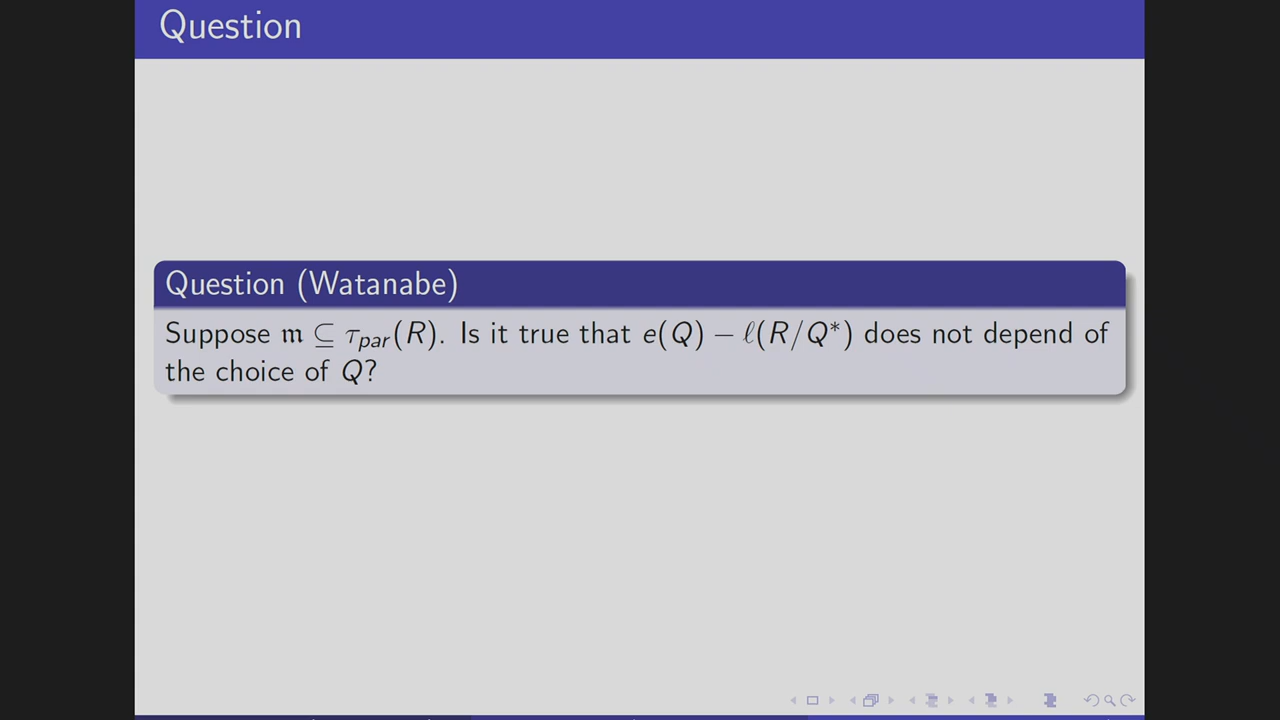 Question
Question (Watanabe)
Suppose 𝔪 ⊆ τ_par(R). Is it true that e(Q) − ℓ(R/Q*) does not depend of
the choice of Q?